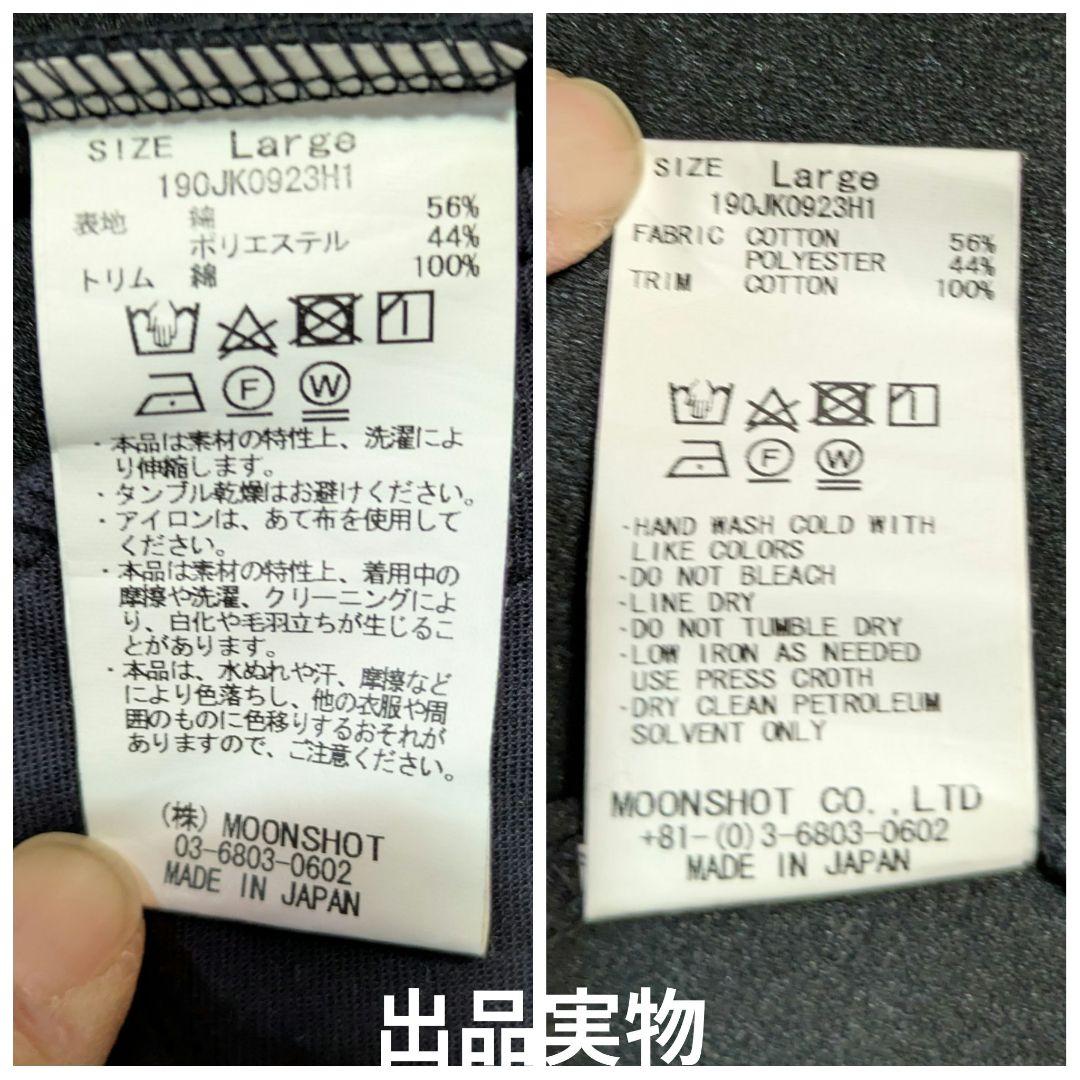 SIZE Large
190JK0923H1
表地 綿 56%
ポリエステル 44%
トリム 綿 100%
F W
・本品は素材の特性上、洗濯によ
り伸縮します。
・タンブル乾燥はお避けください。
・アイロンは、あて布を使用して
ください。
・本品は素材の特性上、着用中の
摩擦や洗濯、クリーニングによ
り、白化や毛羽立ちが生じるこ
とがあります。
・本品は、水ぬれや汗、摩擦など
により色落ちし、他の衣服や周
囲のものに色移りするおそれが
ありますので、ご注意ください。
(株) MOONSHOT
03-6803-0602
MADE IN JAPAN
SIZE Large
190JK0923H1
FABRIC COTTON 56%
POLYESTER 44%
TRIM COTTON 100%
F W
・HAND WASH COLD WITH
LIKE COLORS
・DO NOT BLEACH
・LINE DRY
・DO NOT TUMBLE DRY
・LOW IRON AS NEEDED
USE PRESS CROTH
・DRY CLEAN PETROLEUM
SOLVENT ONLY
MOONSHOT CO.,LTD
+81-(0)3-6803-0602
MADE IN JAPAN
出品実物